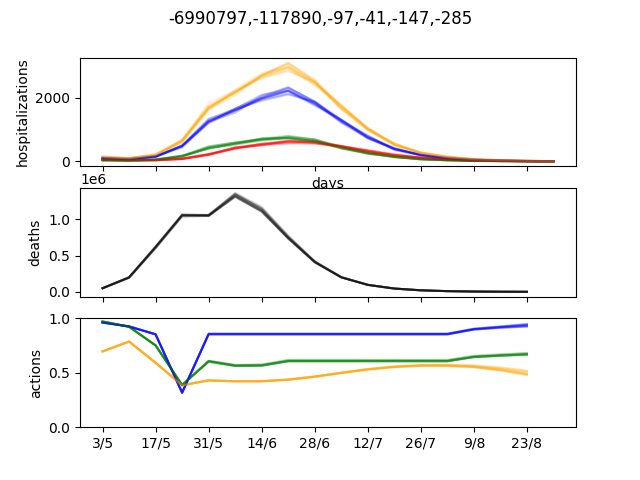 -6990797,-117890,-97,-41,-147,-285
hospitalizations
2000
0
days
1e6
deaths
1.0
0.5
0.0
actions
1.0
0.5
0.0
3/5 17/5 31/5 14/6 28/6 12/7 26/7 9/8 23/8